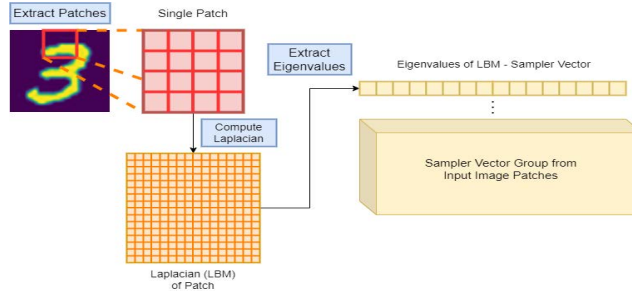 Extract Patches
Single Patch
Extract
Eigenvalues
Eigenvalues of LBM - Sampler Vector
Compute
Laplacian
Sampler Vector Group from
Input Image Patches
Laplacian (LBM)
of Patch